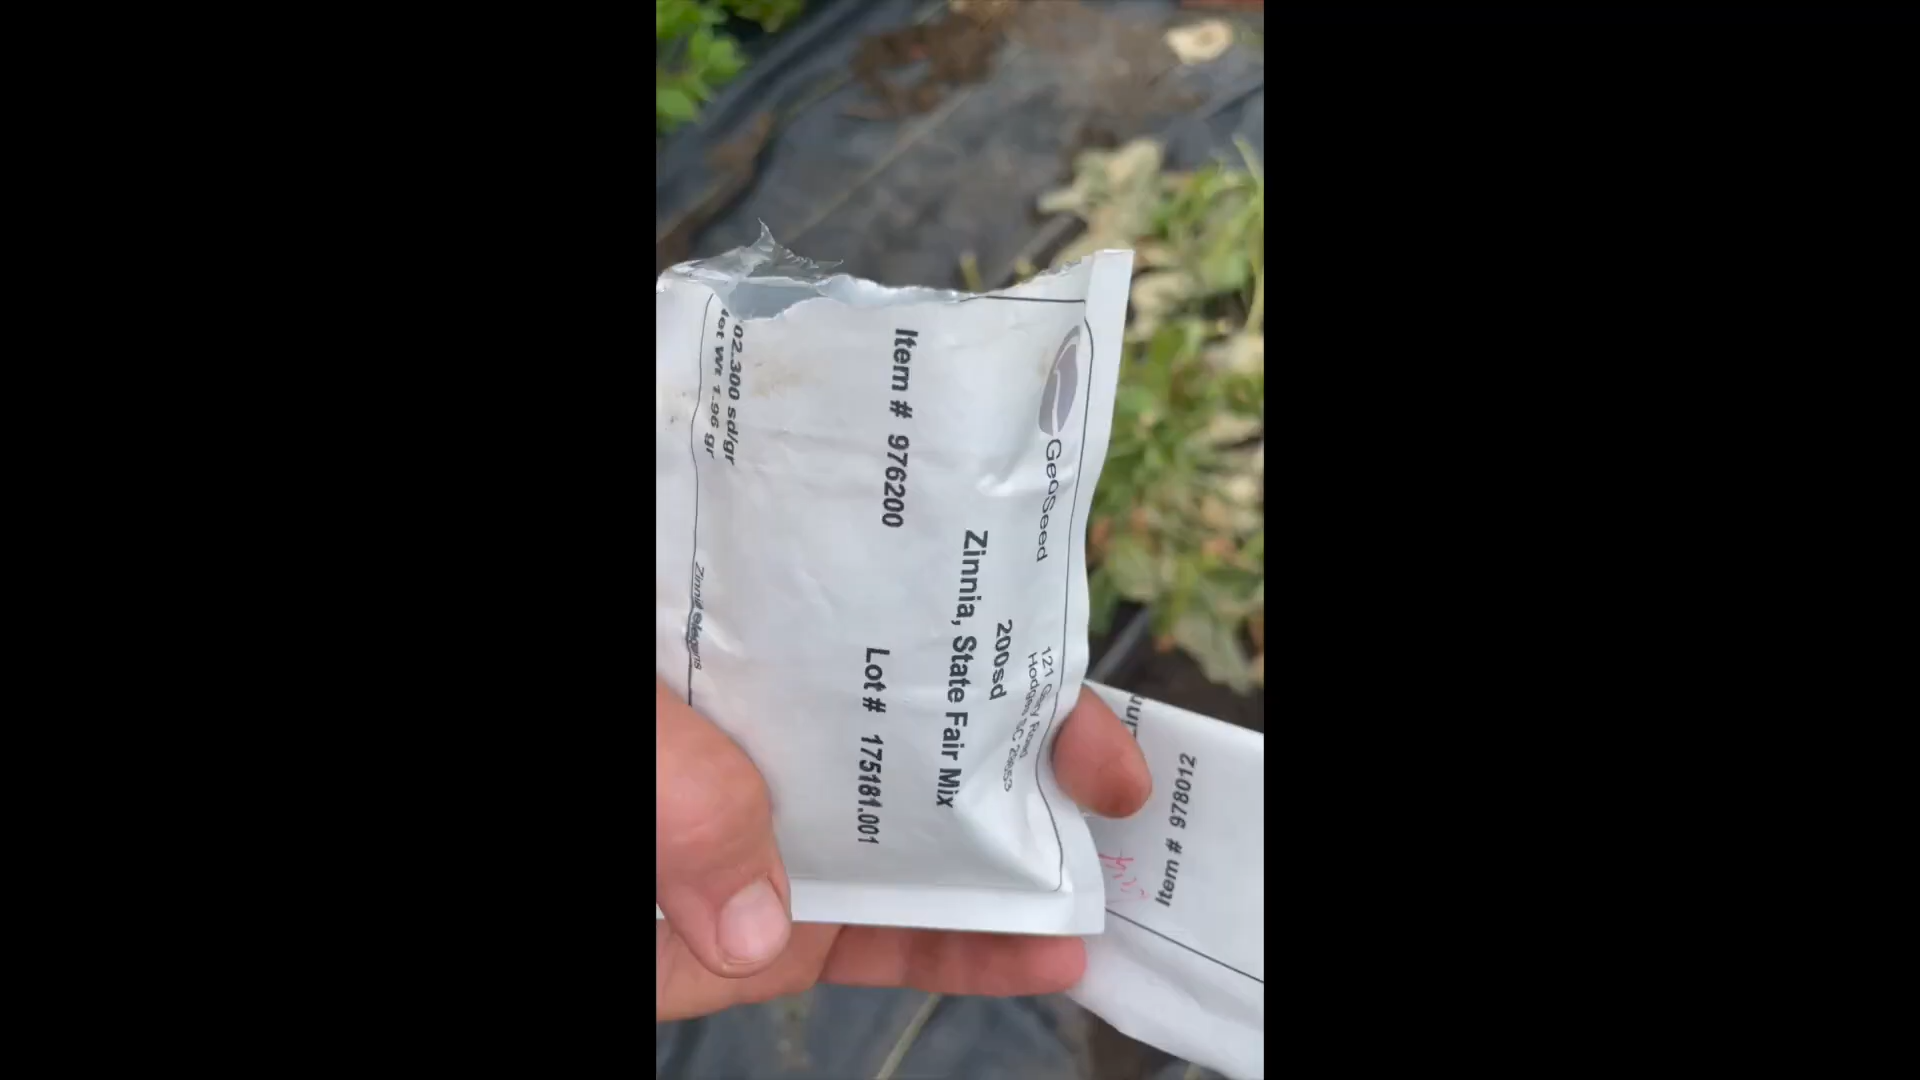 GeoSeed
121 Gary Road
Hodges SC 29653
200sd
Zinnia, State Fair Mix
Item # 976200
Lot # 175181.001
02.300 sd/gr
et Wt 1.96 gr
Zinnia elegans
Item # 978012